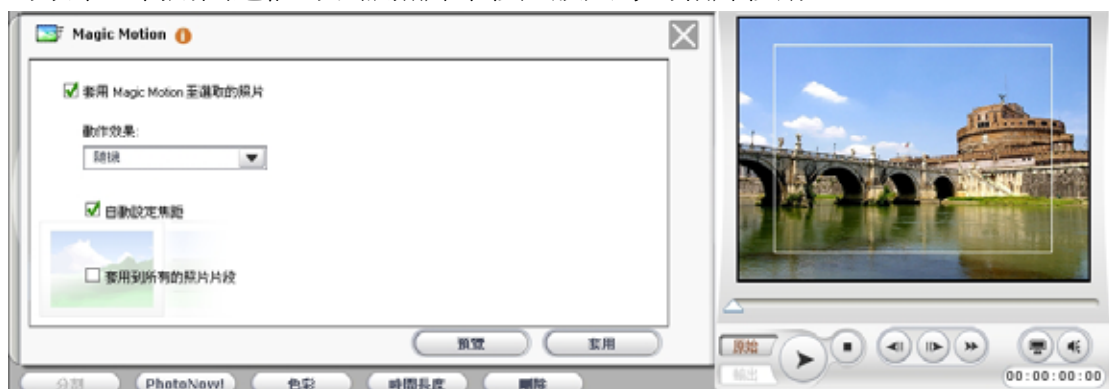 Magic Motion
套用 Magic Motion 至選取的照片
動作效果:
隨機
自動設定焦距
套用到所有的照片片段
預覽 套用
分割 PhotoNow! 色彩 時間長度 刪除
原始
輸出
00:00:00:00